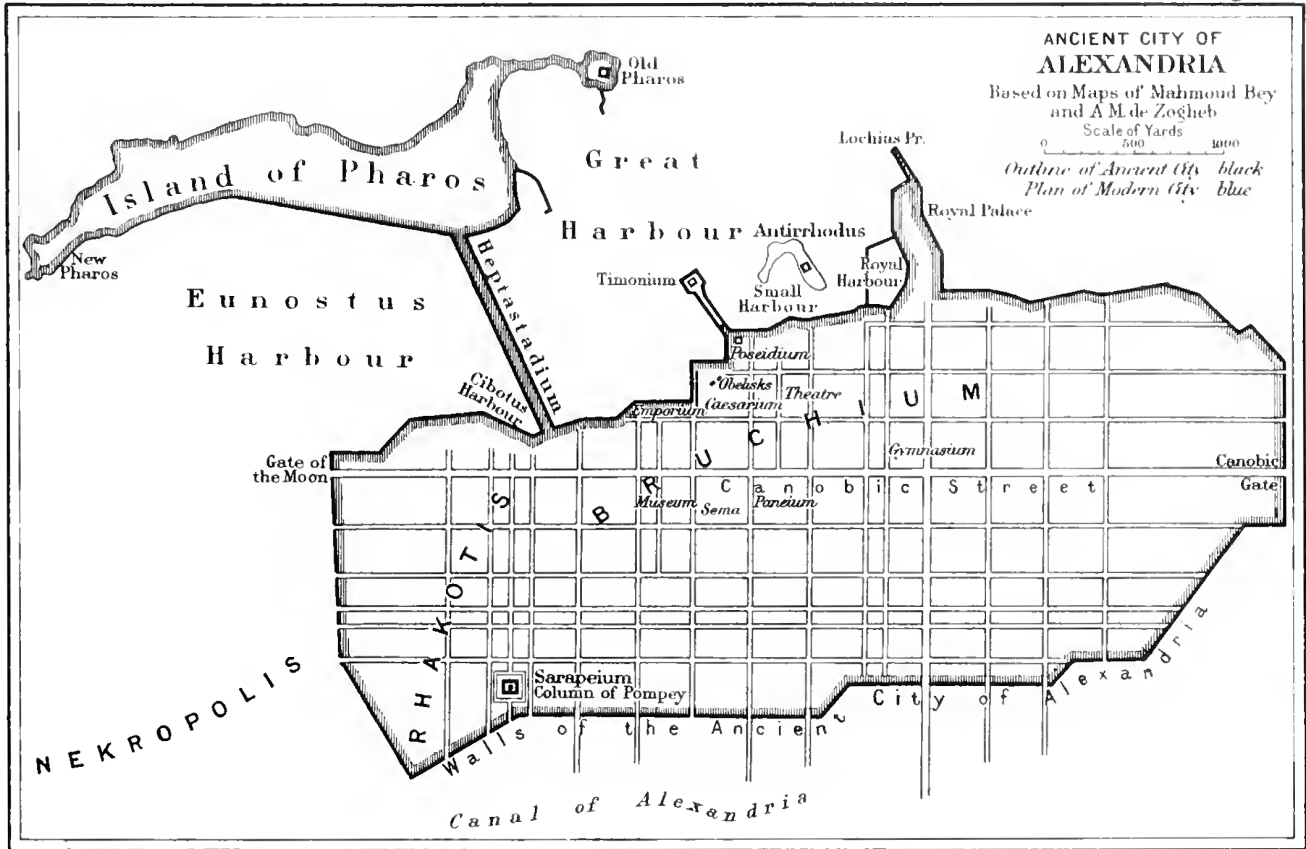 ANCIENT CITY OF
ALEXANDRIA
Based on Maps of Mahmoud Bey
and A.M. de Zogheb
Scale of Yards
0 500 1000
Outline of Ancient City black
Plan of Modern City blue
Old
Pharos
Lochias Pr.
Great
Harbour
Island of Pharos
Royal Palace
Antirrhodus
New
Pharos
Heptastadium
Timonium
Royal
Harbour
Small
Harbour
Eunostus
Harbour
Poseidium
Cibotus
Harbour
Obelisks
Caesarium
Theatre
Emporium
BRUCHIUM
Gymnasium
Gate of
the Moon
Canobic
Gate
Canobic Street
Museum
Sema
Paneium
RHAKOTIS
NEKROPOLIS
Sarapeium
Column of Pompey
Walls of the Ancient City of Alexandria
Canal of Alexandria